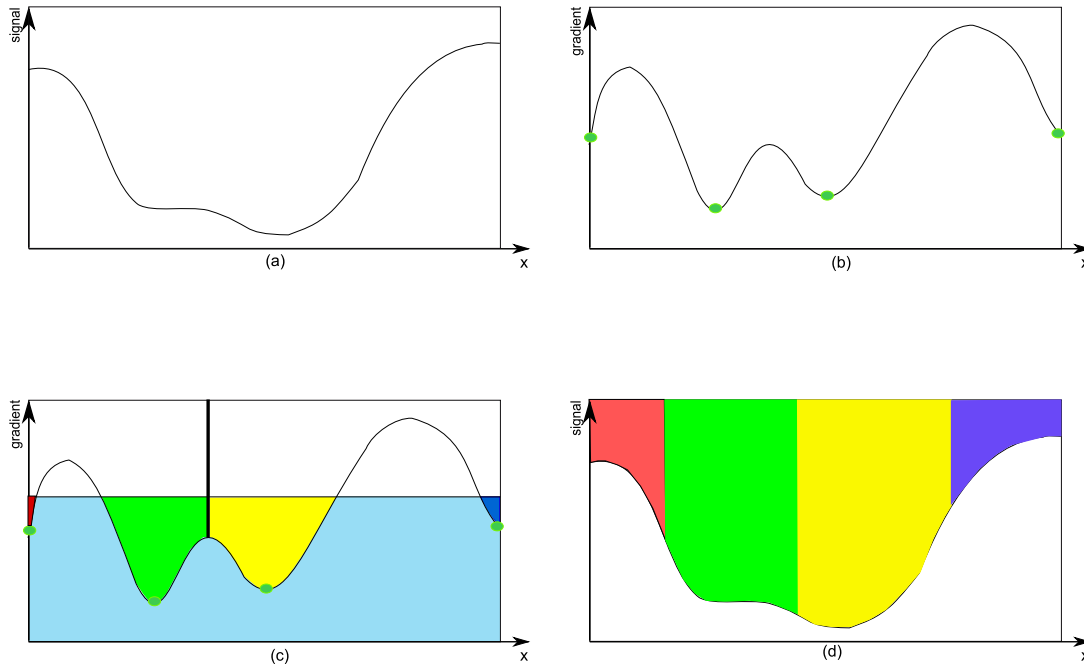 signal
x
(a)
gradient
x
(b)
gradient
x
(c)
signal
x
(d)